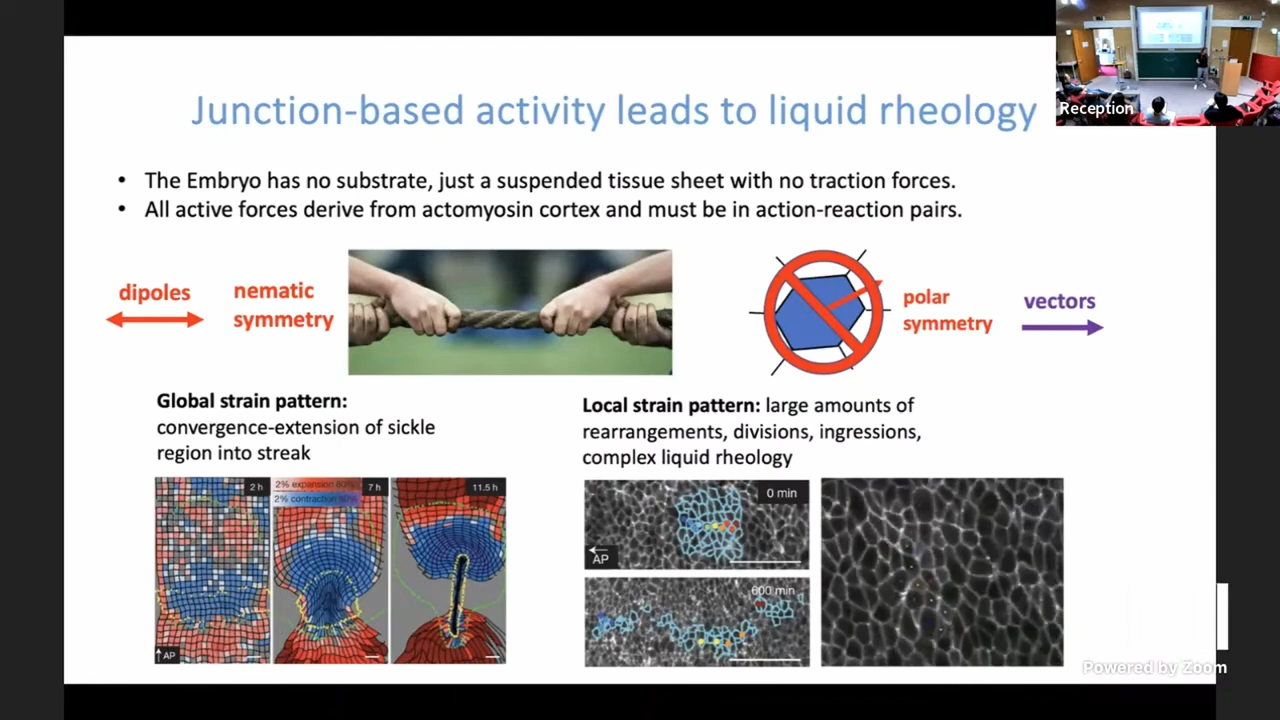 Reception
Junction-based activity leads to liquid rheology
• The Embryo has no substrate, just a suspended tissue sheet with no traction forces.
• All active forces derive from actomyosin cortex and must be in action-reaction pairs.
dipoles
nematic
symmetry
polar
symmetry
vectors
Global strain pattern:
convergence-extension of sickle
region into streak
Local strain pattern: large amounts of
rearrangements, divisions, ingressions,
complex liquid rheology
2 h
2% expansion 80%
2% contraction 80%
7 h
11.5 h
AP
0 min
AP
600 min
Powered by Zoom